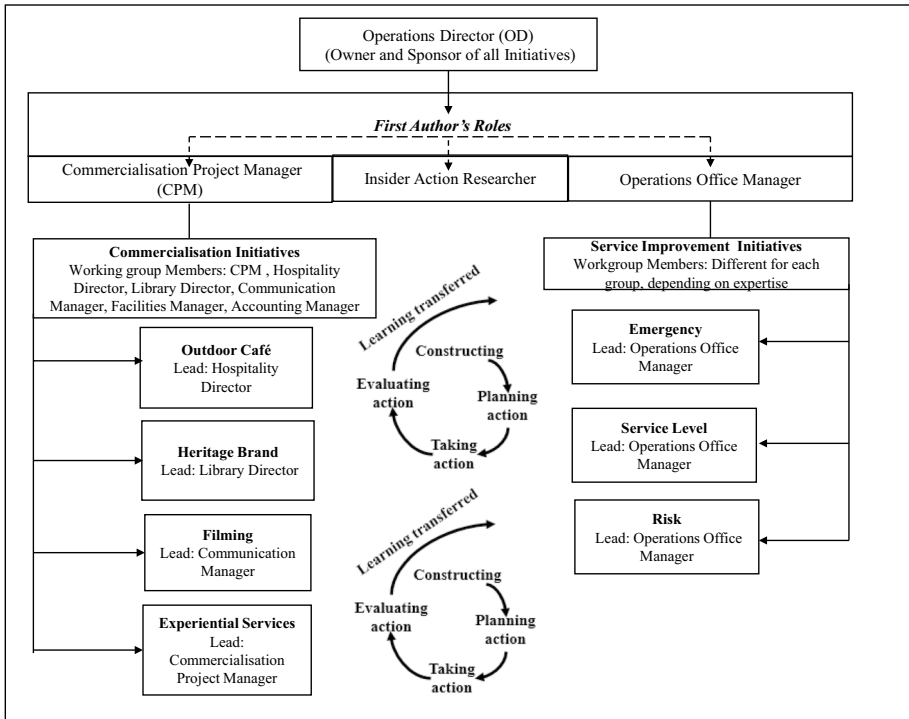 Operations Director (OD)
(Owner and Sponsor of all Initiatives)
First Author's Roles
Commercialisation Project Manager
(CPM)
Insider Action Researcher
Operations Office Manager
Commercialisation Initiatives
Working group Members: CPM , Hospitality
Director, Library Director, Communication
Manager, Facilities Manager, Accounting Manager
Service Improvement Initiatives
Workgroup Members: Different for each
group, depending on expertise
Outdoor Café
Lead: Hospitality
Director
Heritage Brand
Lead: Library Director
Filming
Lead: Communication
Manager
Experiential Services
Lead:
Commercialisation
Project Manager
Learning transferred
Constructing
Planning
action
Taking
action
Evaluating
action
Learning transferred
Constructing
Planning
action
Taking
action
Evaluating
action
Emergency
Lead: Operations Office
Manager
Service Level
Lead: Operations Office
Manager
Risk
Lead: Operations Office
Manager